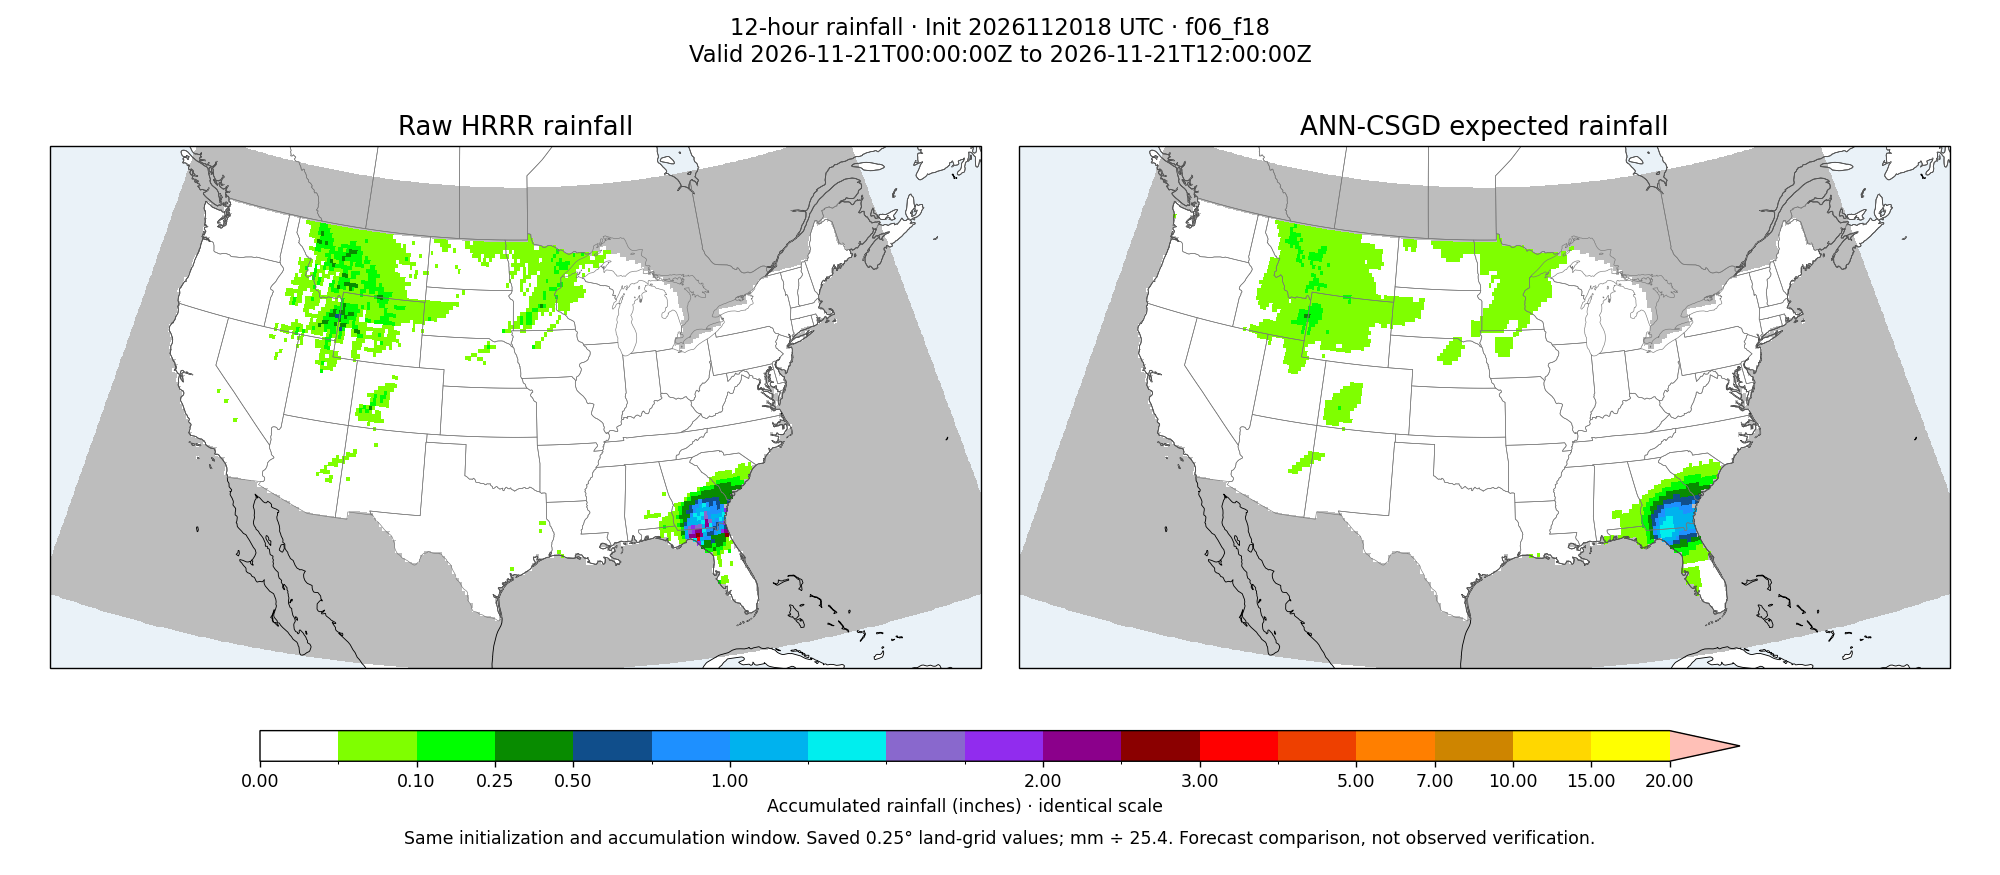 12-hour rainfall · Init 2026112018 UTC · f06_f18
Valid 2026-11-21T00:00:00Z to 2026-11-21T12:00:00Z
Raw HRRR rainfall
ANN-CSGD expected rainfall
0.00 0.10 0.25 0.50 1.00 2.00 3.00 5.00 7.00 10.00 15.00 20.00
Accumulated rainfall (inches) · identical scale
Same initialization and accumulation window. Saved 0.25° land-grid values; mm ÷ 25.4. Forecast comparison, not observed verification.